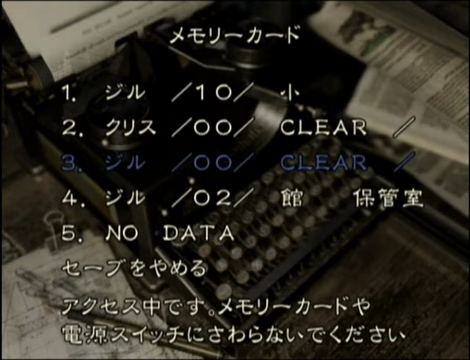 メモリーカード
1. ジル ／10／ 小
2. クリス ／00／ CLEAR ／
3. ジル ／00／ CLEAR ／
4. ジル ／02／ 館 保管室
5. NO DATA
セーブをやめる
アクセス中です。メモリーカードや
電源スイッチにさわらないでください